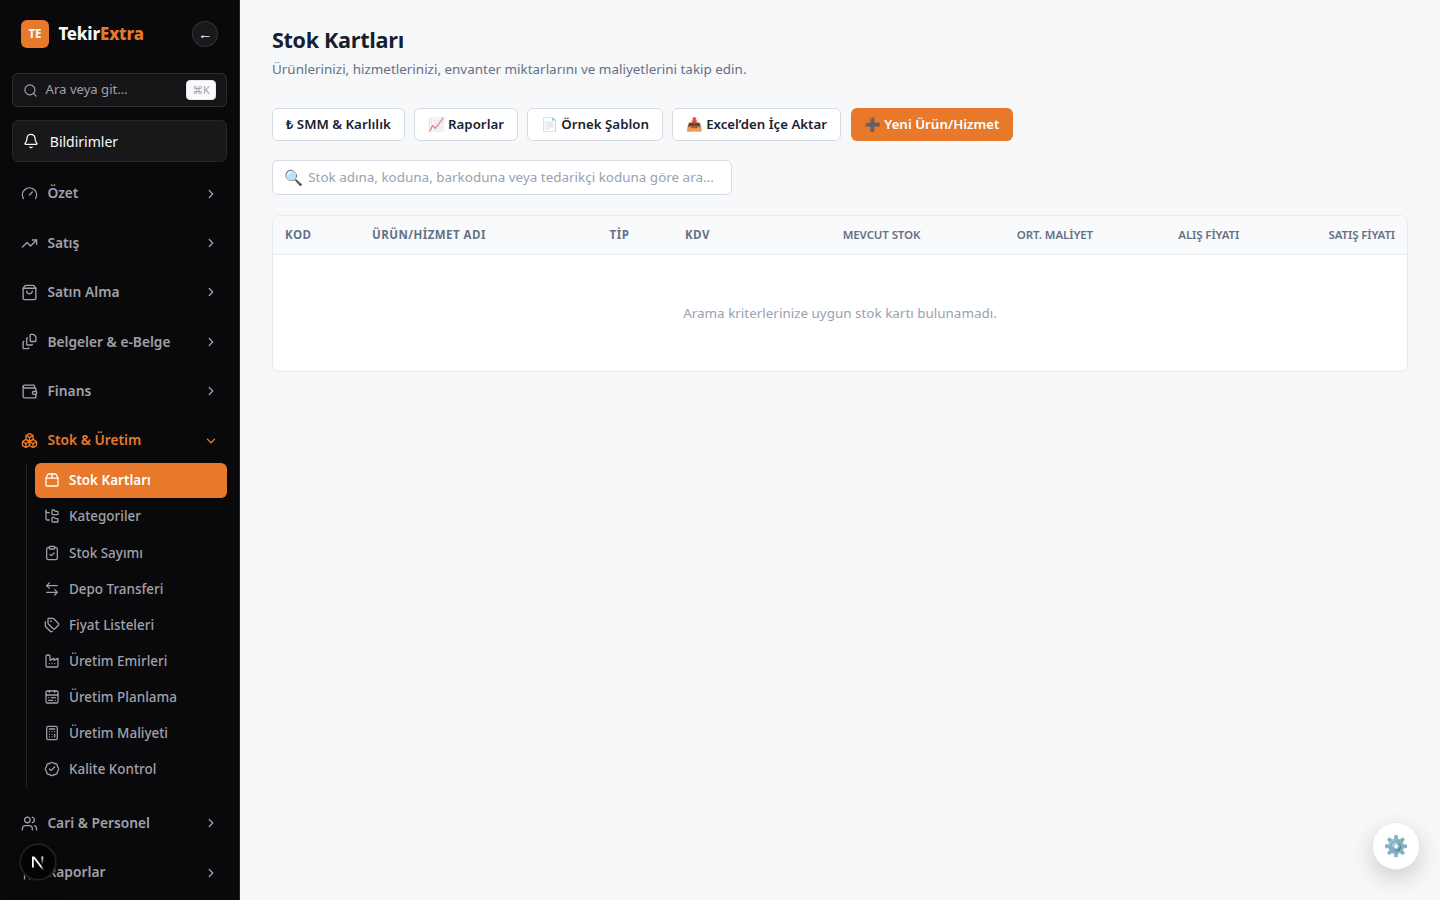 TE TekirExtra ←
Ara veya git... ⌘K
Bildirimler
Özet
Satış
Satın Alma
Belgeler & e-Belge
Finans
Stok & Üretim
Stok Kartları
Kategoriler
Stok Sayımı
Depo Transferi
Fiyat Listeleri
Üretim Emirleri
Üretim Planlama
Üretim Maliyeti
Kalite Kontrol
Cari & Personel
aporlar
N
Stok Kartları
Ürünlerinizi, hizmetlerinizi, envanter miktarlarını ve maliyetlerini takip edin.
₺ SMM & Karlılık 📈 Raporlar 📄 Örnek Şablon 📥 Excel'den İçe Aktar ➕ Yeni Ürün/Hizmet
🔍 Stok adına, koduna, barkoduna veya tedarikçi koduna göre ara...
KOD ÜRÜN/HİZMET ADI TİP KDV MEVCUT STOK ORT. MALİYET ALIŞ FİYATI SATIŞ FİYATI
Arama kriterlerinize uygun stok kartı bulunamadı.